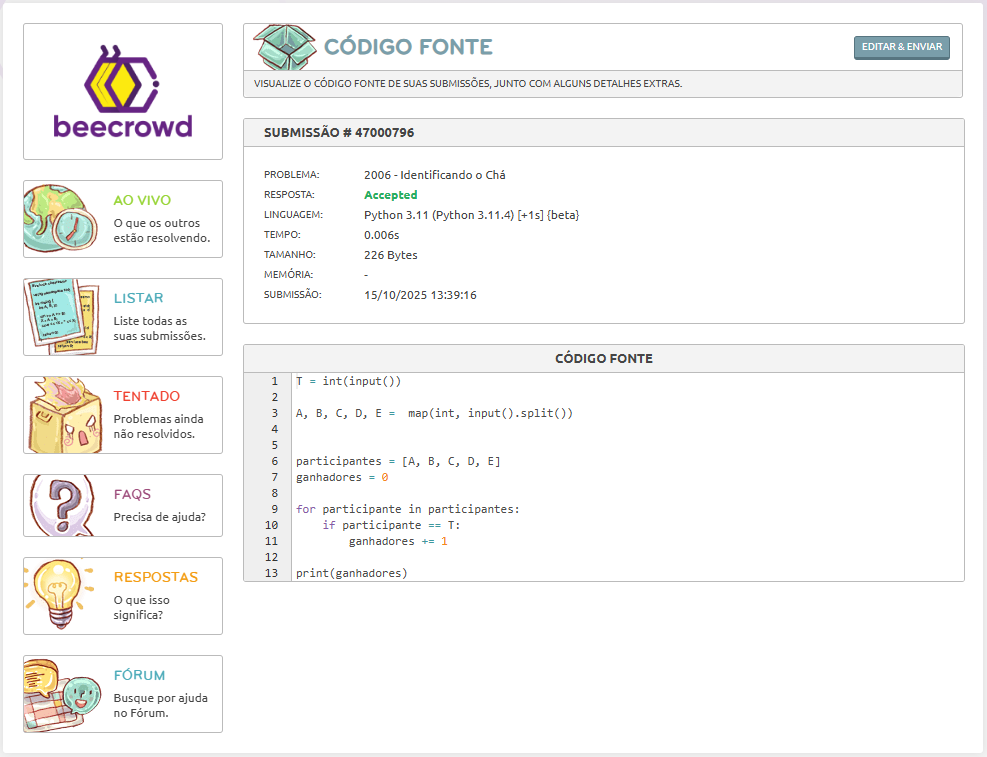 beecrowd
AO VIVO
O que os outros
estão resolvendo.
LISTAR
Liste todas as
suas submissões.
TENTADO
Problemas ainda
não resolvidos.
FAQS
Precisa de ajuda?
RESPOSTAS
O que isso
significa?
FÓRUM
Busque por ajuda
no Fórum.
CÓDIGO FONTE
EDITAR & ENVIAR
VISUALIZE O CÓDIGO FONTE DE SUAS SUBMISSÕES, JUNTO COM ALGUNS DETALHES EXTRAS.
SUBMISSÃO # 47000796
PROBLEMA: 2006 - Identificando o Chá
RESPOSTA: Accepted
LINGUAGEM: Python 3.11 (Python 3.11.4) [+1s] {beta}
TEMPO: 0.006s
TAMANHO: 226 Bytes
MEMÓRIA: -
SUBMISSÃO: 15/10/2025 13:39:16
CÓDIGO FONTE
1 T = int(input())
2
3 A, B, C, D, E =  map(int, input().split())
4
5
6 participantes = [A, B, C, D, E]
7 ganhadores = 0
8
9 for participante in participantes:
10     if participante == T:
11         ganhadores += 1
12
13 print(ganhadores)